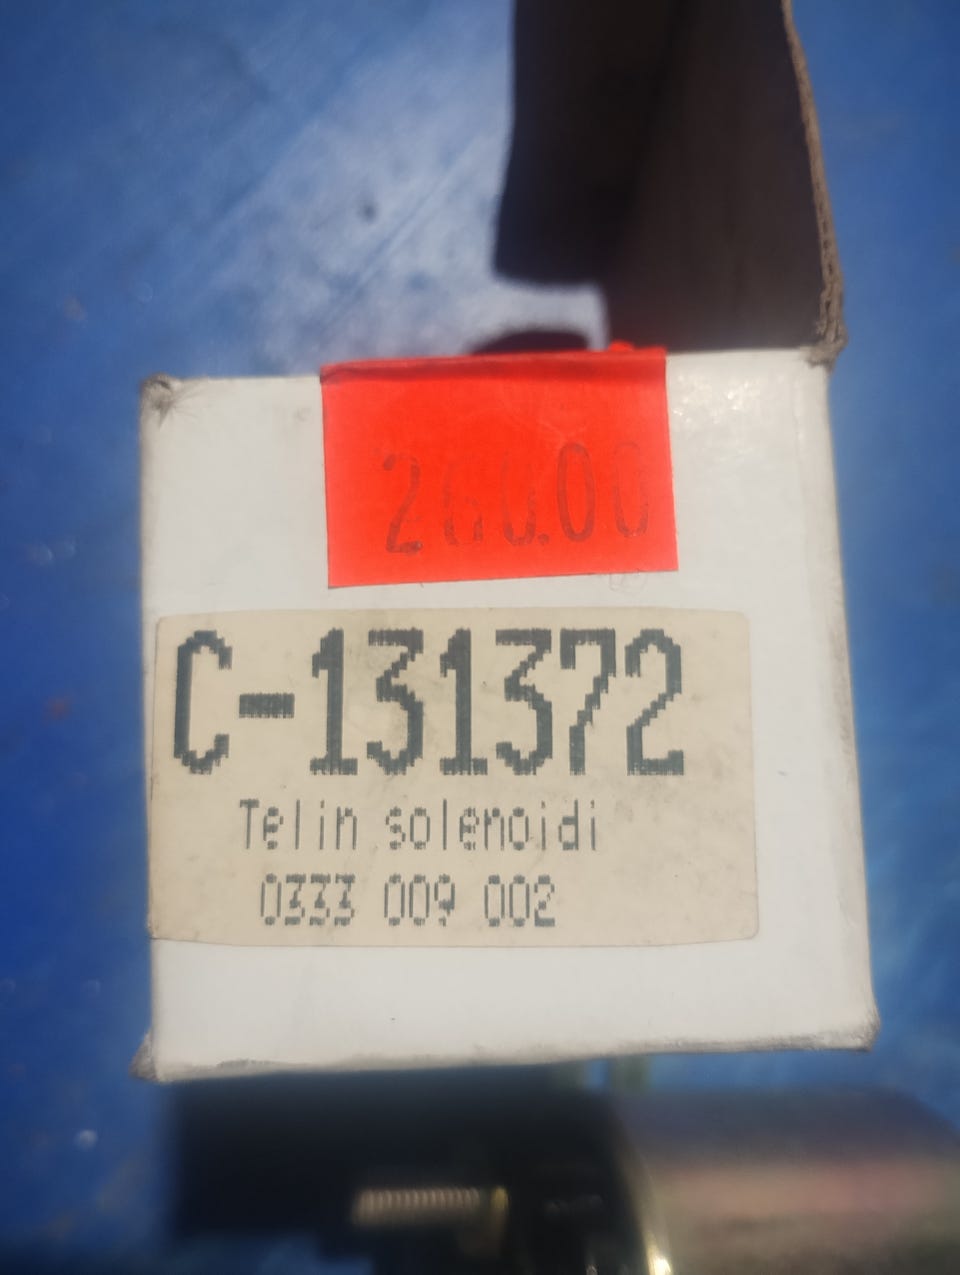 260.00
C-131372
Telin solenoidi
0333 009 002